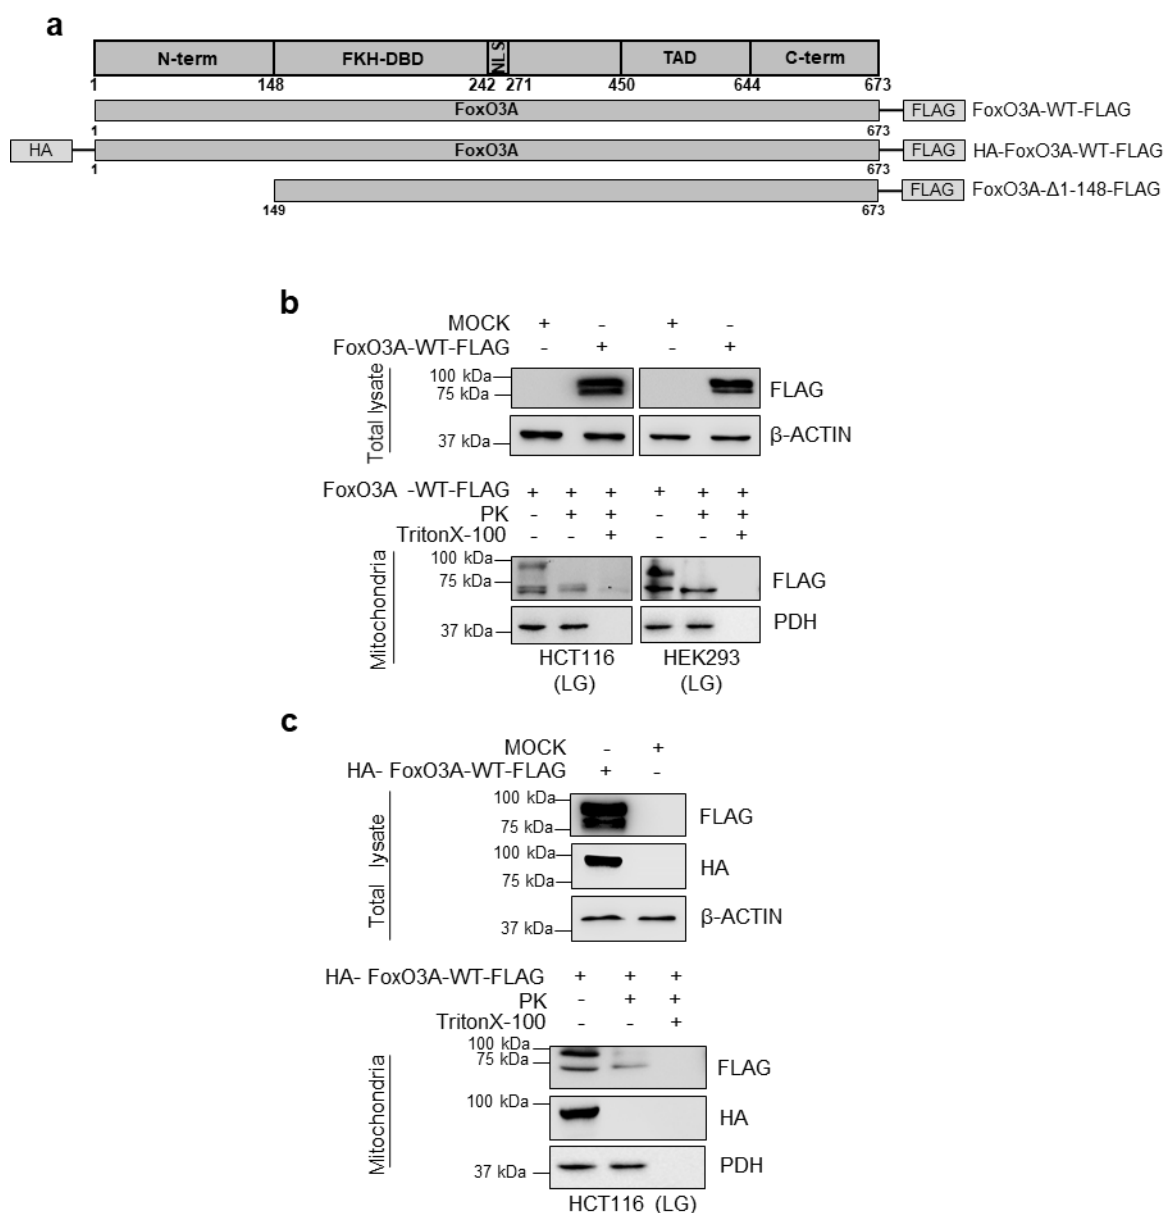 a
N-term FKH-DBD NLS TAD C-term
1 148 242 271 450 644 673
FoxO3A FLAG FoxO3A-WT-FLAG
1 673
HA FoxO3A FLAG HA-FoxO3A-WT-FLAG
1 673
FLAG FoxO3A-Δ1-148-FLAG
149 673
b
MOCK + - + -
FoxO3A-WT-FLAG - + - +
Total lysate
100 kDa
75 kDa
FLAG
37 kDa
β-ACTIN
FoxO3A -WT-FLAG + + + + + +
PK - + + - + +
TritonX-100 - - + - - +
Mitochondria
100 kDa
75 kDa
FLAG
37 kDa
PDH
HCT116 HEK293
(LG) (LG)
c
MOCK - +
HA- FoxO3A-WT-FLAG + -
Total lysate
100 kDa
75 kDa
FLAG
100 kDa
75 kDa
HA
37 kDa
β-ACTIN
HA- FoxO3A-WT-FLAG + + +
PK - + +
TritonX-100 - - +
Mitochondria
100 kDa
75 kDa
FLAG
100 kDa
HA
37 kDa
PDH
HCT116 (LG)